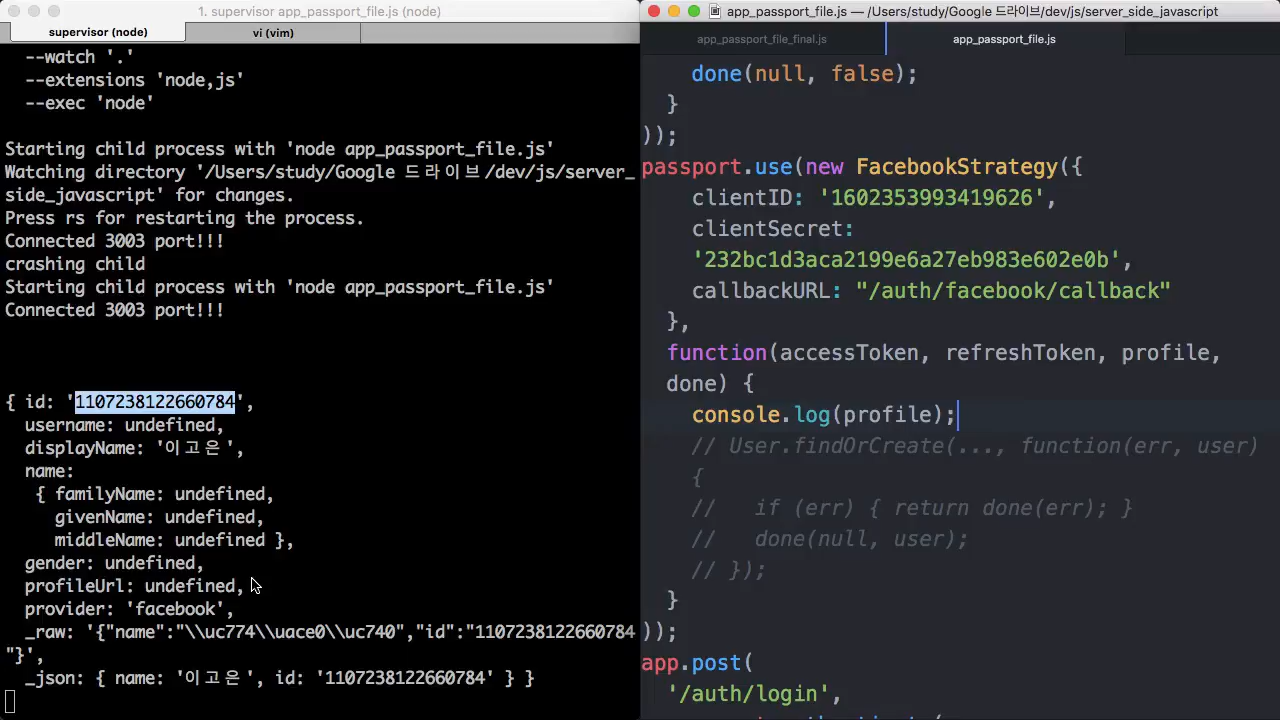 1. supervisor app_passport_file.js (node)
supervisor (node)
vi (vim)
--watch '.'
--extensions 'node,js'
--exec 'node'
Starting child process with 'node app_passport_file.js'
Watching directory '/Users/study/Google 드라이브/dev/js/server_
side_javascript' for changes.
Press rs for restarting the process.
Connected 3003 port!!!
crashing child
Starting child process with 'node app_passport_file.js'
Connected 3003 port!!!
{ id: '1107238122660784',
username: undefined,
displayName: '이고은',
name:
{ familyName: undefined,
givenName: undefined,
middleName: undefined },
gender: undefined,
profileUrl: undefined,
provider: 'facebook',
_raw: '{"name":"\\uc774\\uace0\\uc740","id":"1107238122660784
"}',
_json: { name: '이고은', id: '1107238122660784' } }
app_passport_file.js — /Users/study/Google 드라이브/dev/js/server_side_javascript
app_passport_file_final.js
app_passport_file.js
done(null, false);
}
));
passport.use(new FacebookStrategy({
clientID: '1602353993419626',
clientSecret:
'232bc1d3aca2199e6a27eb983e602e0b',
callbackURL: "/auth/facebook/callback"
},
function(accessToken, refreshToken, profile,
done) {
console.log(profile);
// User.findOrCreate(..., function(err, user)
{
//   if (err) { return done(err); }
//   done(null, user);
// });
}
));
app.post(
'/auth/login',